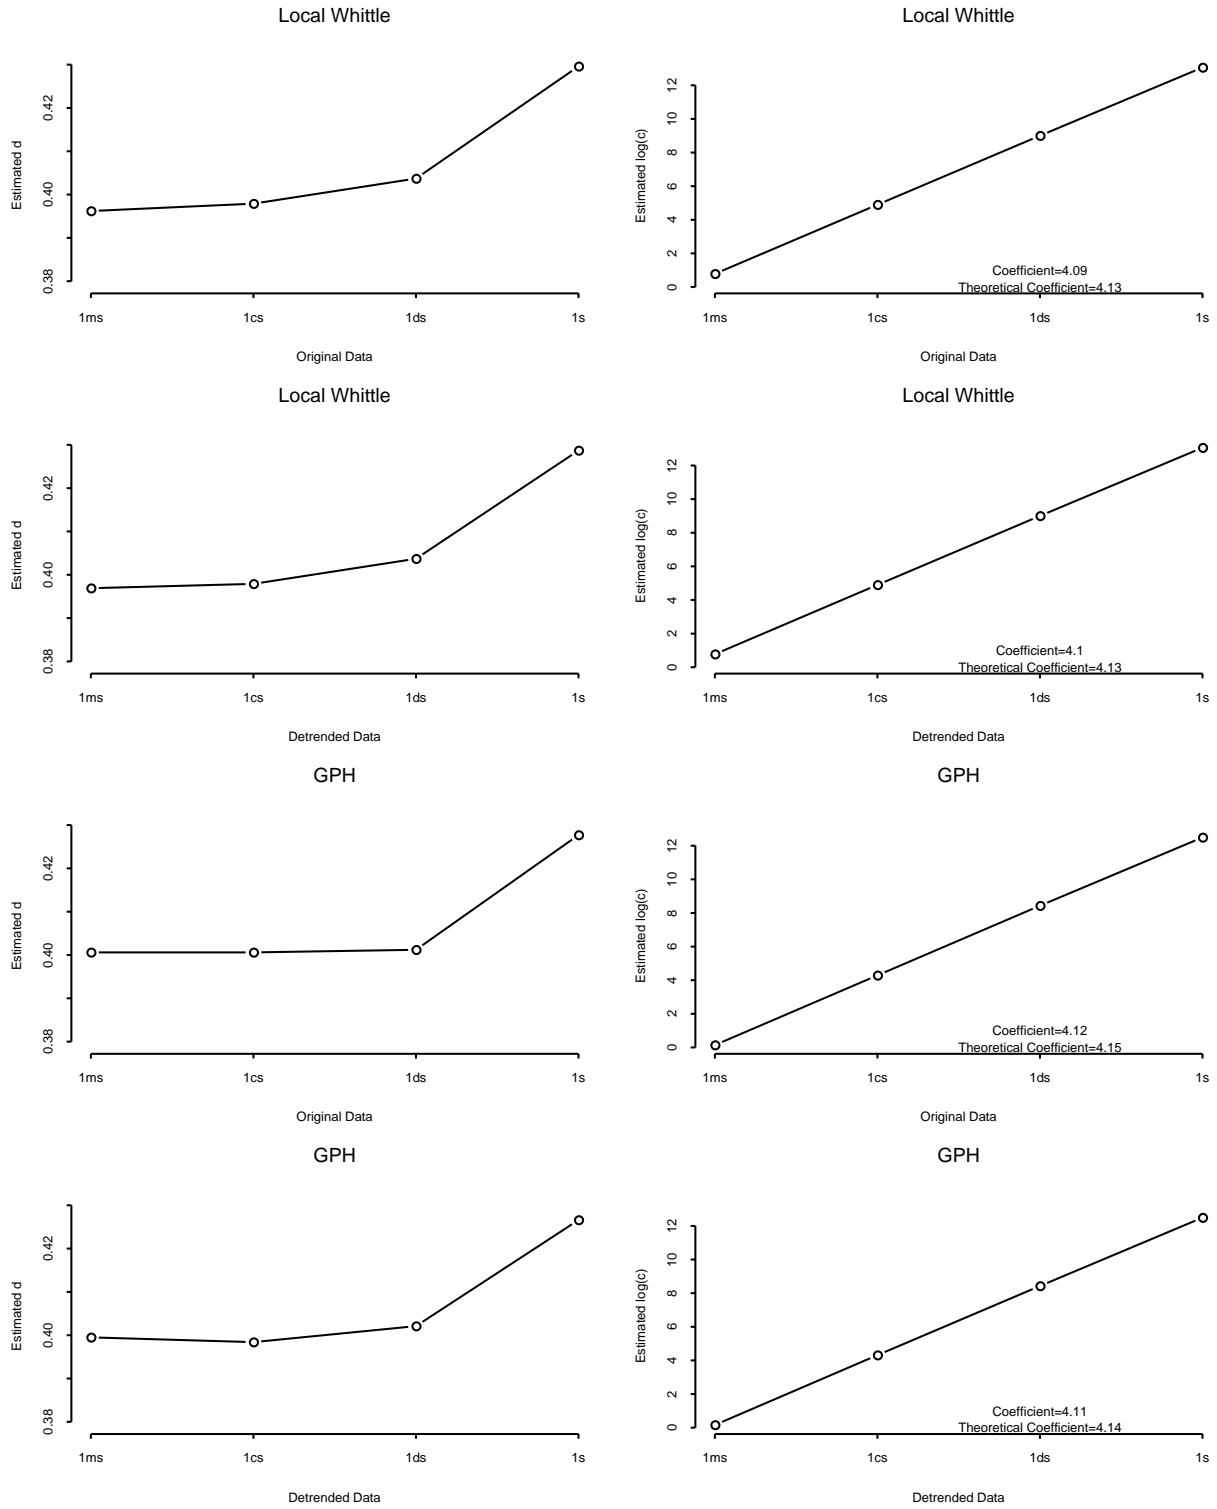 Local Whittle
Estimated d
0.42
0.40
0.38
1ms 1cs 1ds 1s
Original Data
Local Whittle
Estimated log(c)
12
10
8
6
4
2
0
Coefficient=4.09
Theoretical Coefficient=4.13
1ms 1cs 1ds 1s
Original Data
Local Whittle
Estimated d
0.42
0.40
0.38
1ms 1cs 1ds 1s
Detrended Data
Local Whittle
Estimated log(c)
12
10
8
6
4
2
0
Coefficient=4.1
Theoretical Coefficient=4.13
1ms 1cs 1ds 1s
Detrended Data
GPH
Estimated d
0.42
0.40
0.38
1ms 1cs 1ds 1s
Original Data
GPH
Estimated log(c)
12
10
8
6
4
2
0
Coefficient=4.12
Theoretical Coefficient=4.15
1ms 1cs 1ds 1s
Original Data
GPH
Estimated d
0.42
0.40
0.38
1ms 1cs 1ds 1s
Detrended Data
GPH
Estimated log(c)
12
10
8
6
4
2
0
Coefficient=4.11
Theoretical Coefficient=4.14
1ms 1cs 1ds 1s
Detrended Data